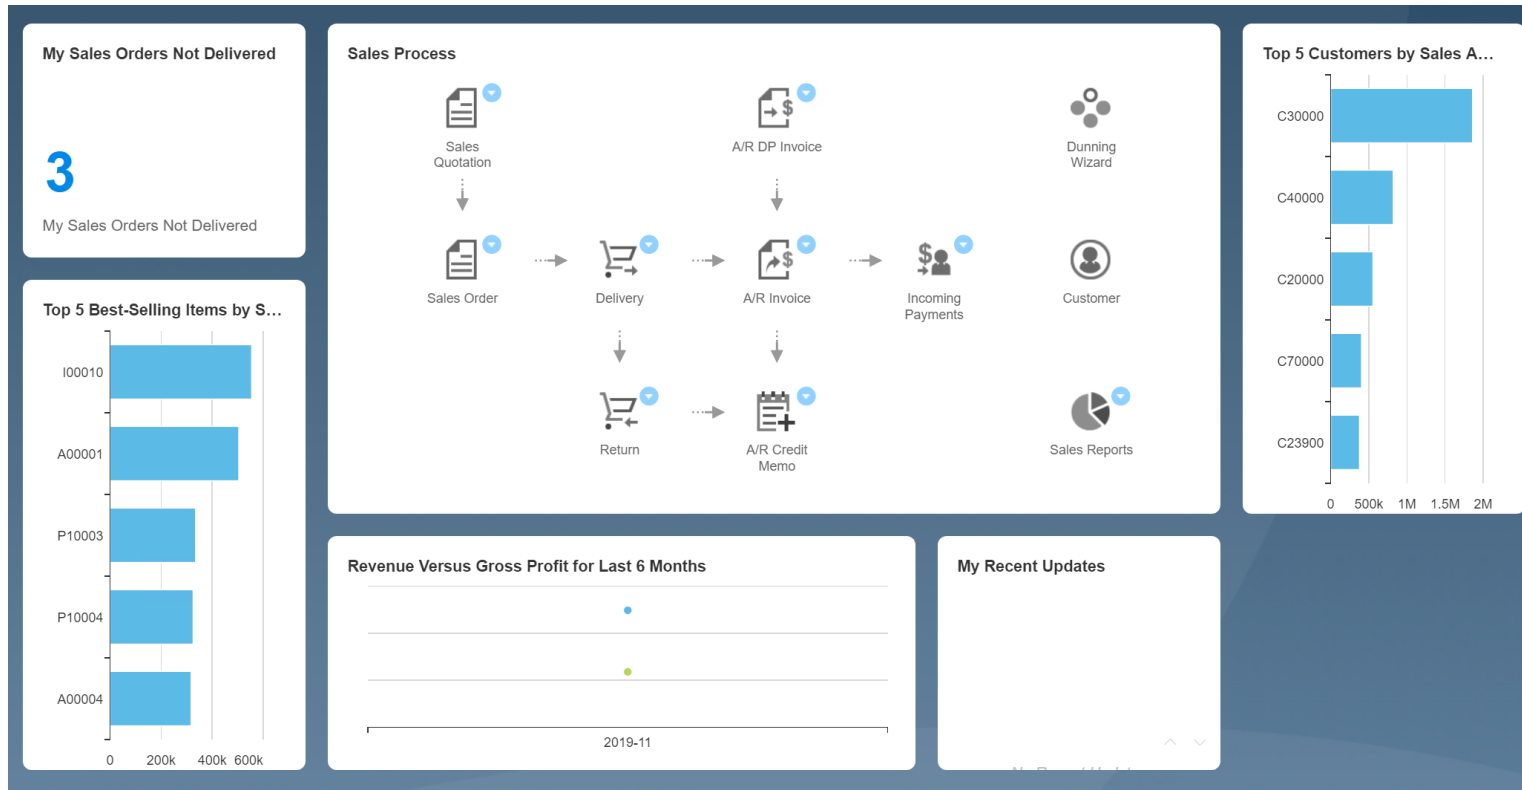 My Sales Orders Not Delivered
3
My Sales Orders Not Delivered
Top 5 Best-Selling Items by S...
I00010
A00001
P10003
P10004
A00004
0 200k 400k 600k
Sales Process
Sales
Quotation
A/R DP Invoice
Dunning
Wizard
Sales Order
Delivery
A/R Invoice
Incoming
Payments
Customer
Return
A/R Credit
Memo
Sales Reports
Revenue Versus Gross Profit for Last 6 Months
2019-11
My Recent Updates
Top 5 Customers by Sales A...
C30000
C40000
C20000
C70000
C23900
0 500k 1M 1.5M 2M